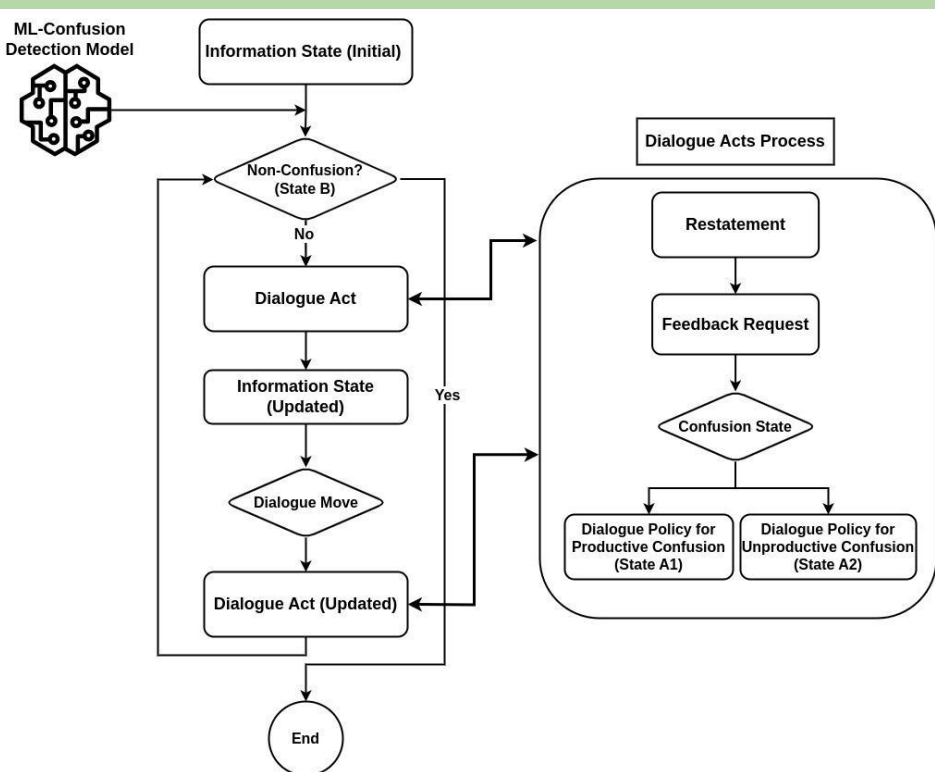 ML-Confusion
Detection Model
Information State (Initial)
Non-Confusion?
(State B)
No
Dialogue Act
Information State
(Updated)
Yes
Dialogue Move
Dialogue Act (Updated)
End
Dialogue Acts Process
Restatement
Feedback Request
Confusion State
Dialogue Policy for
Productive Confusion
(State A1)
Dialogue Policy for
Unproductive Confusion
(State A2)